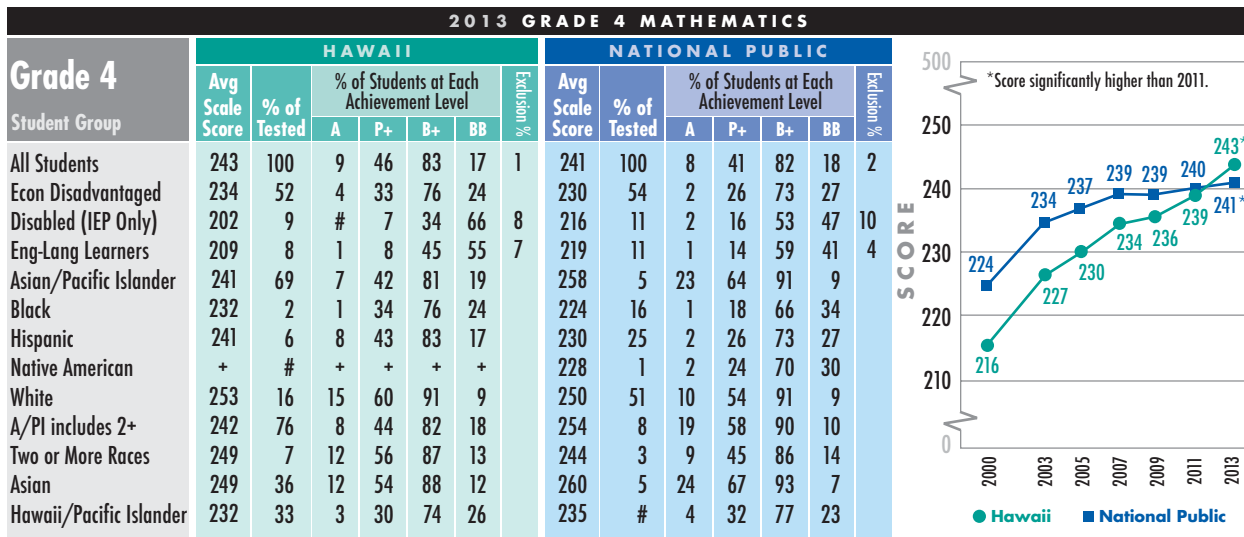 2013 GRADE 4 MATHEMATICS
Grade 4
Student Group
HAWAII
Avg Scale Score
% of Tested
% of Students at Each Achievement Level
A P+ B+ BB
Exclusion %
NATIONAL PUBLIC
Avg Scale Score
% of Tested
% of Students at Each Achievement Level
A P+ B+ BB
Exclusion %
All Students 243 100 9 46 83 17 1 241 100 8 41 82 18 2
Econ Disadvantaged 234 52 4 33 76 24 230 54 2 26 73 27
Disabled (IEP Only) 202 9 # 7 34 66 8 216 11 2 16 53 47 10
Eng-Lang Learners 209 8 1 8 45 55 7 219 11 1 14 59 41 4
Asian/Pacific Islander 241 69 7 42 81 19 258 5 23 64 91 9
Black 232 2 1 34 76 24 224 16 1 18 66 34
Hispanic 241 6 8 43 83 17 230 25 2 26 73 27
Native American + # + + + + 228 1 2 24 70 30
White 253 16 15 60 91 9 250 51 10 54 91 9
A/PI includes 2+ 242 76 8 44 82 18 254 8 19 58 90 10
Two or More Races 249 7 12 56 87 13 244 3 9 45 86 14
Asian 249 36 12 54 88 12 260 5 24 67 93 7
Hawaii/Pacific Islander 232 33 3 30 74 26 235 # 4 32 77 23
*Score significantly higher than 2011.
SCORE
500
250
240
230
220
210
0
224 234 237 239 239 240 241*
216 227 230 234 236 239 243*
2000 2003 2005 2007 2009 2011 2013
Hawaii National Public